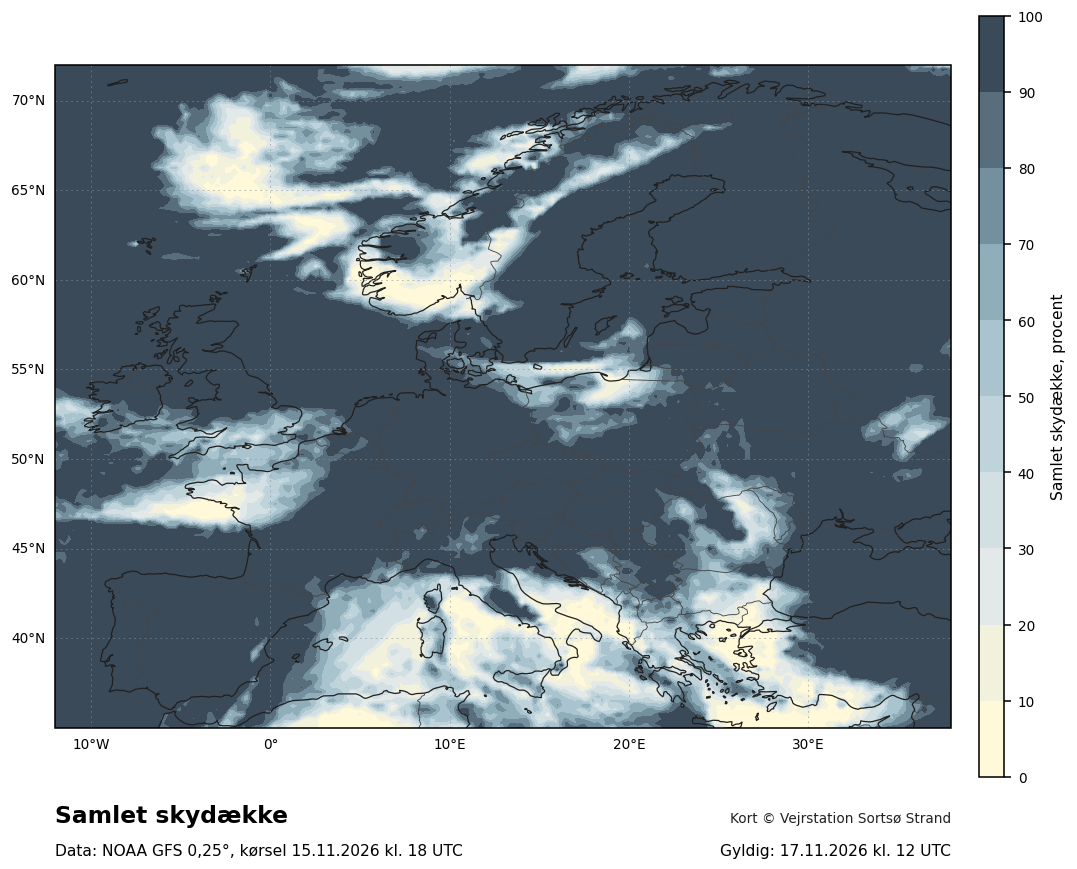 70°N
65°N
60°N
55°N
50°N
45°N
40°N
10°W
0°
10°E
20°E
30°E
100
90
80
70
60
50
40
30
20
10
0
Samlet skydække, procent
Samlet skydække
Kort © Vejrstation Sortsø Strand
Data: NOAA GFS 0,25°, kørsel 15.11.2026 kl. 18 UTC
Gyldig: 17.11.2026 kl. 12 UTC